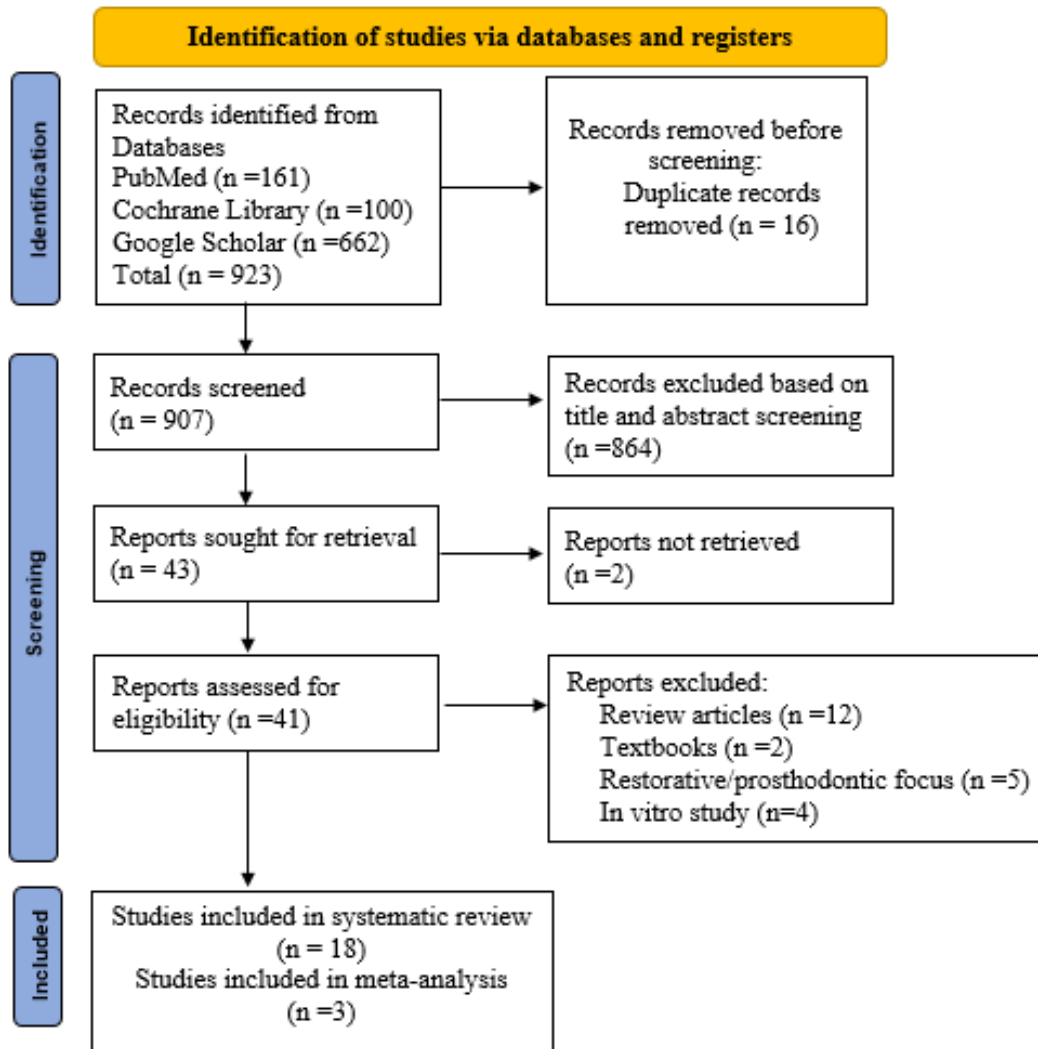 Identification of studies via databases and registers
Identification
Records identified from
Databases
PubMed (n =161)
Cochrane Library (n =100)
Google Scholar (n =662)
Total (n = 923)
Records removed before
screening:
Duplicate records
removed (n = 16)
Screening
Records screened
(n = 907)
Records excluded based on
title and abstract screening
(n =864)
Reports sought for retrieval
(n = 43)
Reports not retrieved
(n =2)
Reports assessed for
eligibility (n =41)
Reports excluded:
Review articles (n =12)
Textbooks (n =2)
Restorative/prosthodontic focus (n =5)
In vitro study (n=4)
Included
Studies included in systematic review
(n = 18)
Studies included in meta-analysis
(n =3)